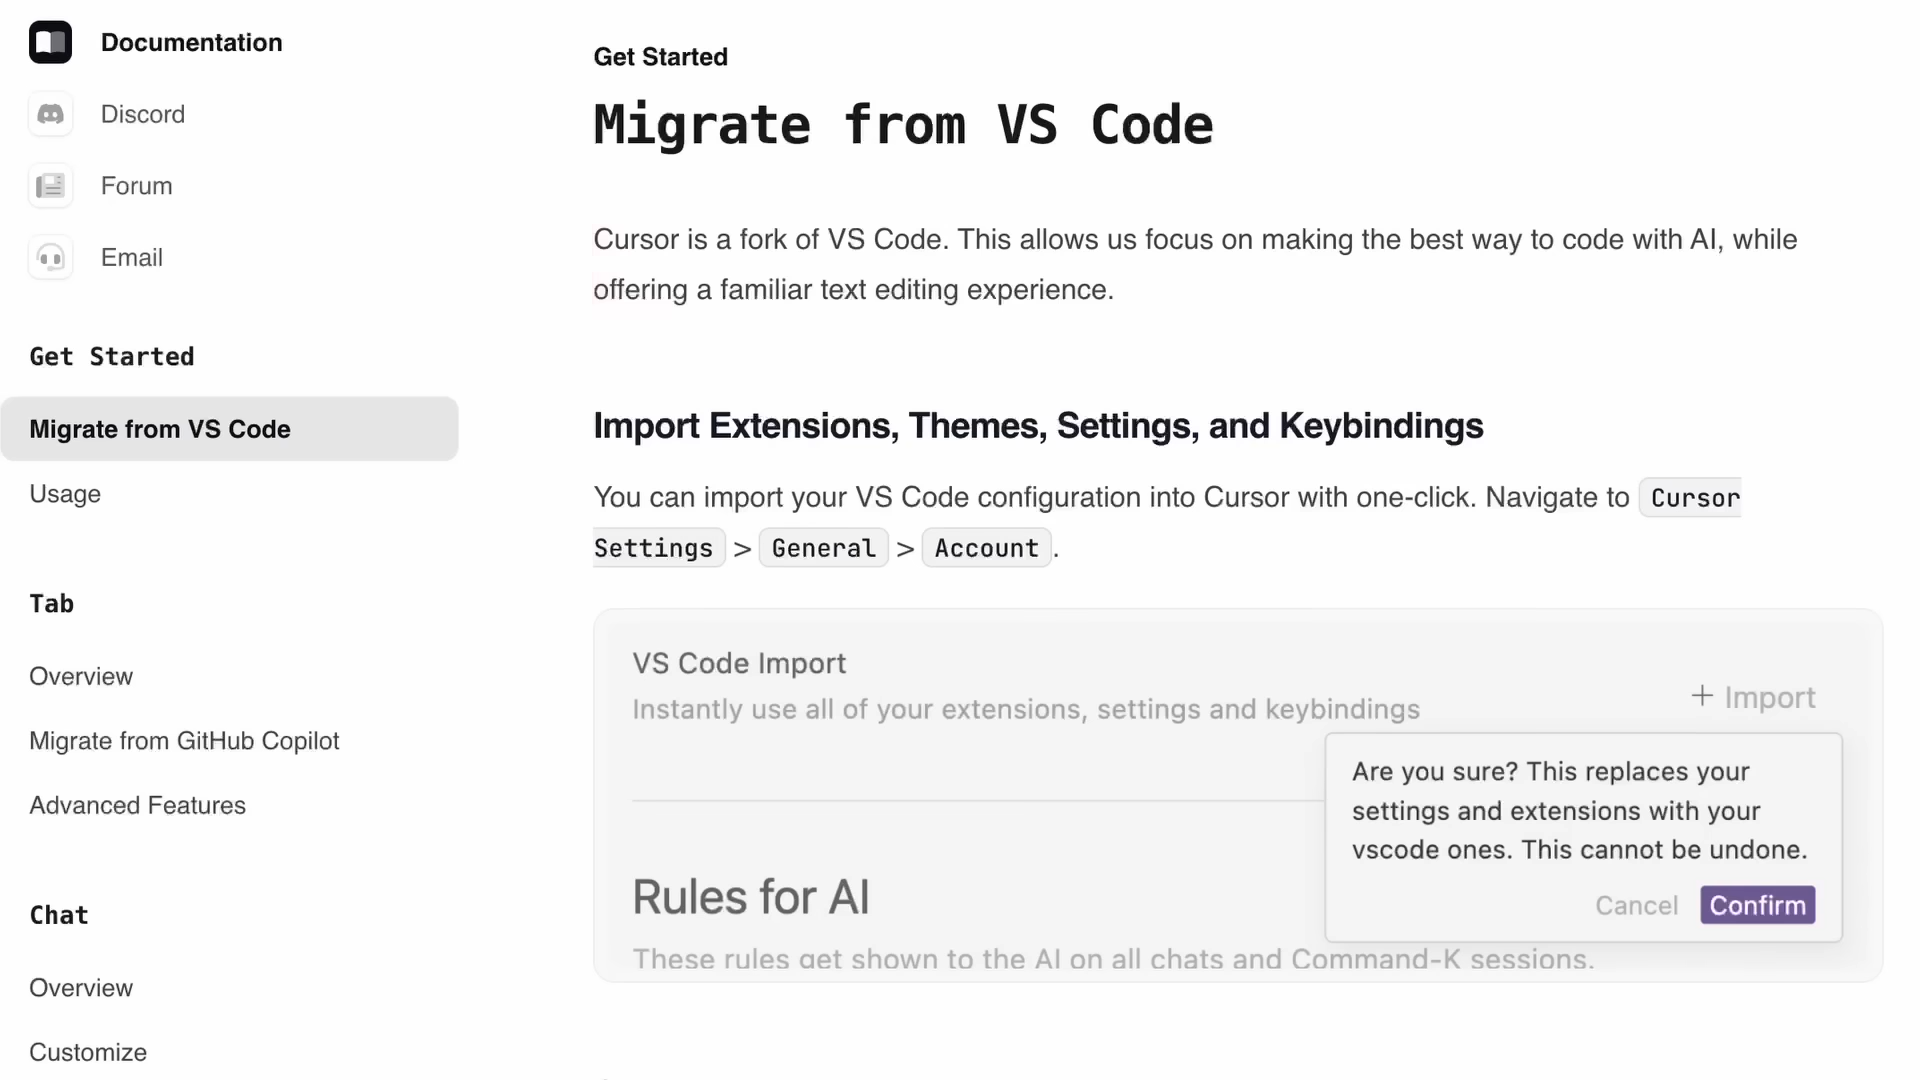 Documentation
Discord
Forum
Email
Get Started
Migrate from VS Code
Usage
Tab
Overview
Migrate from GitHub Copilot
Advanced Features
Chat
Overview
Customize
Get Started
Migrate from VS Code
Cursor is a fork of VS Code. This allows us focus on making the best way to code with AI, while
offering a familiar text editing experience.
Import Extensions, Themes, Settings, and Keybindings
You can import your VS Code configuration into Cursor with one-click. Navigate to Cursor
Settings > General > Account.
VS Code Import
Instantly use all of your extensions, settings and keybindings
+ Import
Are you sure? This replaces your
settings and extensions with your
vscode ones. This cannot be undone.
Cancel Confirm
Rules for AI
These rules get shown to the AI on all chats and Command-K sessions.